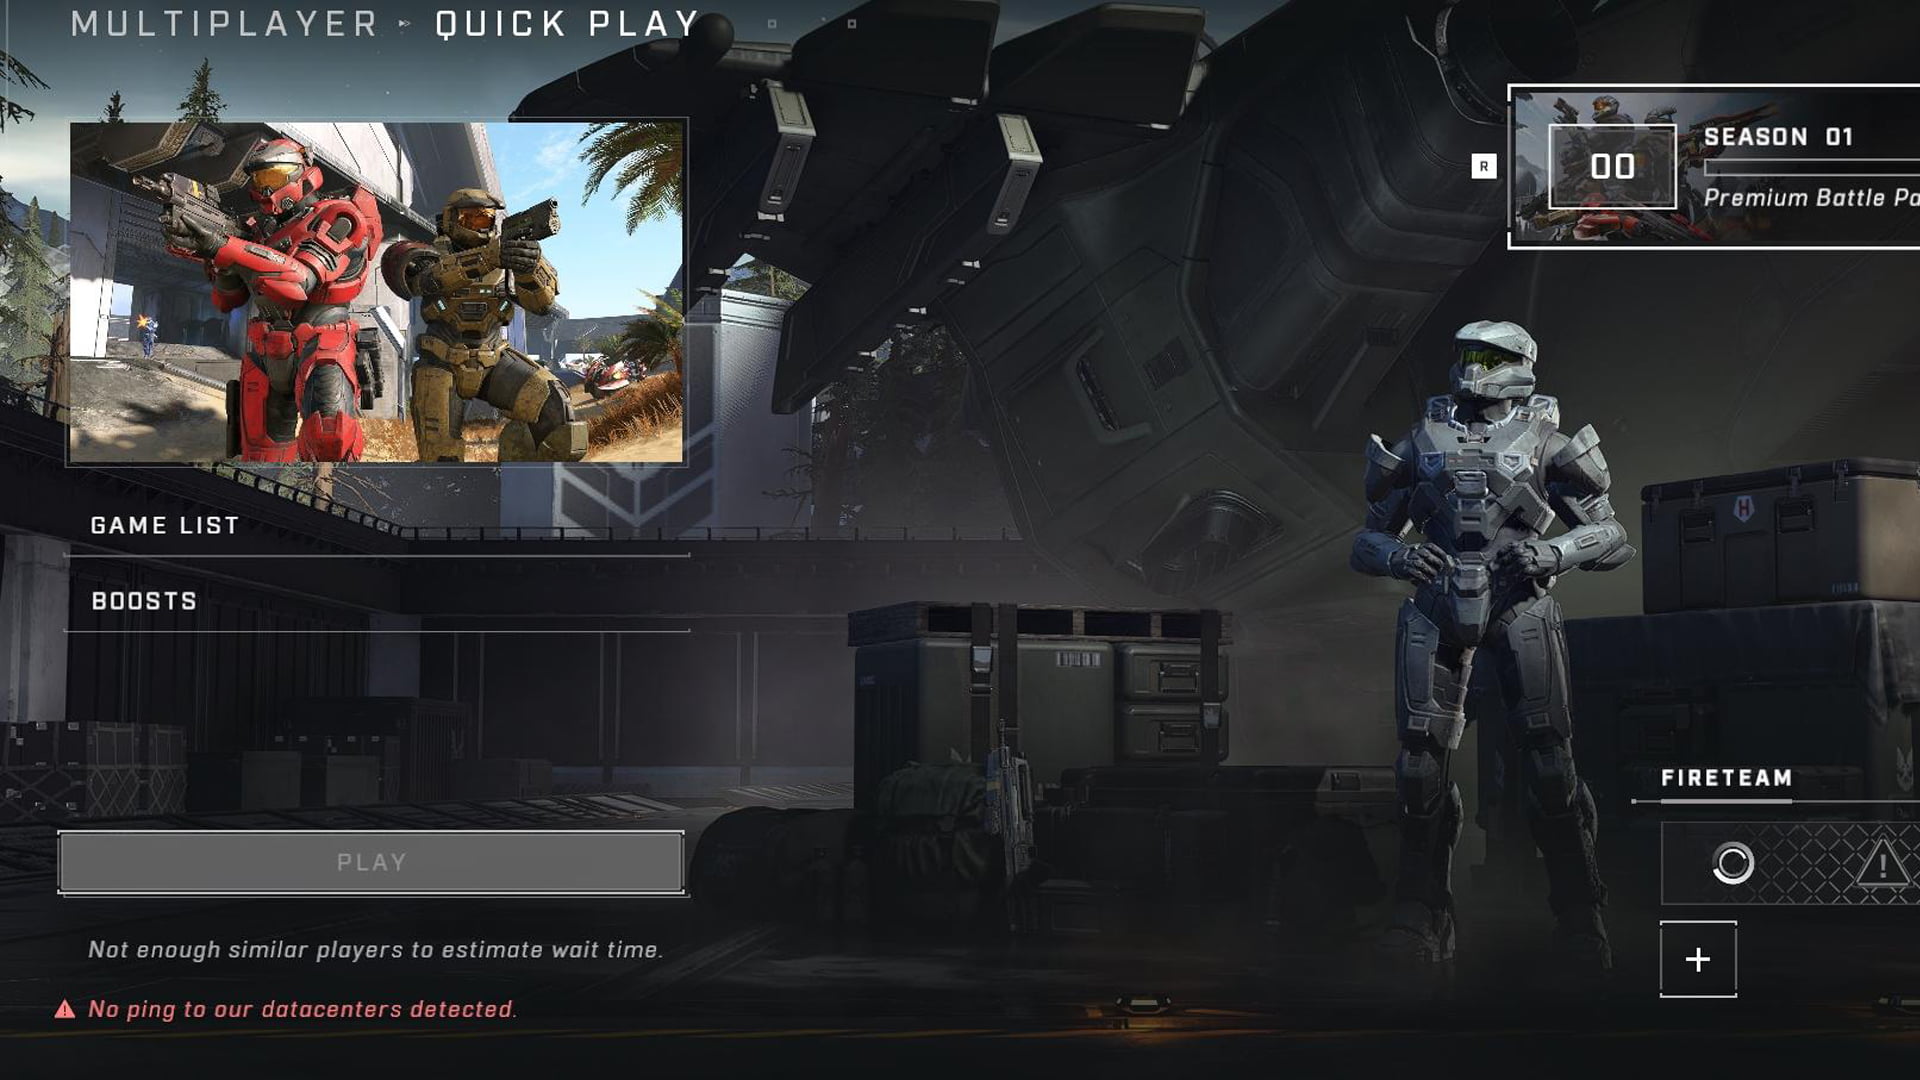 MULTIPLAYER QUICK PLAY
R
00
SEASON 01
Premium Battle Pa
GAME LIST
BOOSTS
H
FIRETEAM
PLAY
!
+
Not enough similar players to estimate wait time.
No ping to our datacenters detected.